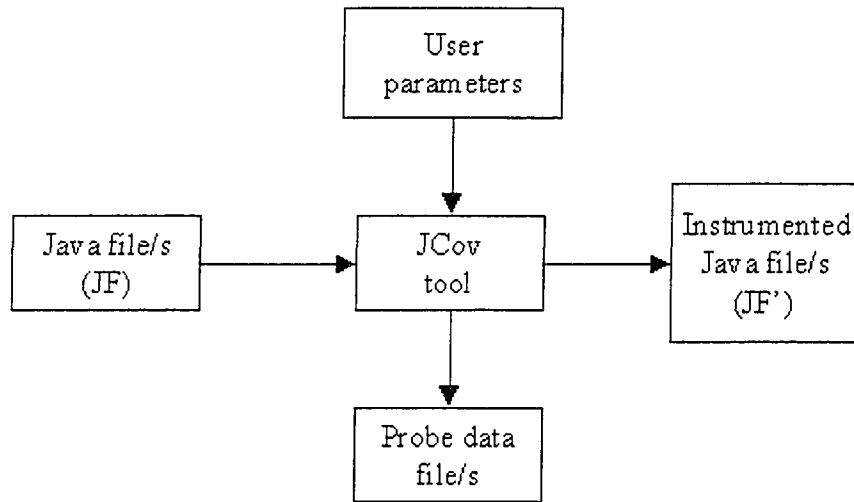 User
parameters
Java file/s
(JF)
JCov
tool
Instrumented
Java file/s
(JF')
Probe data
file/s